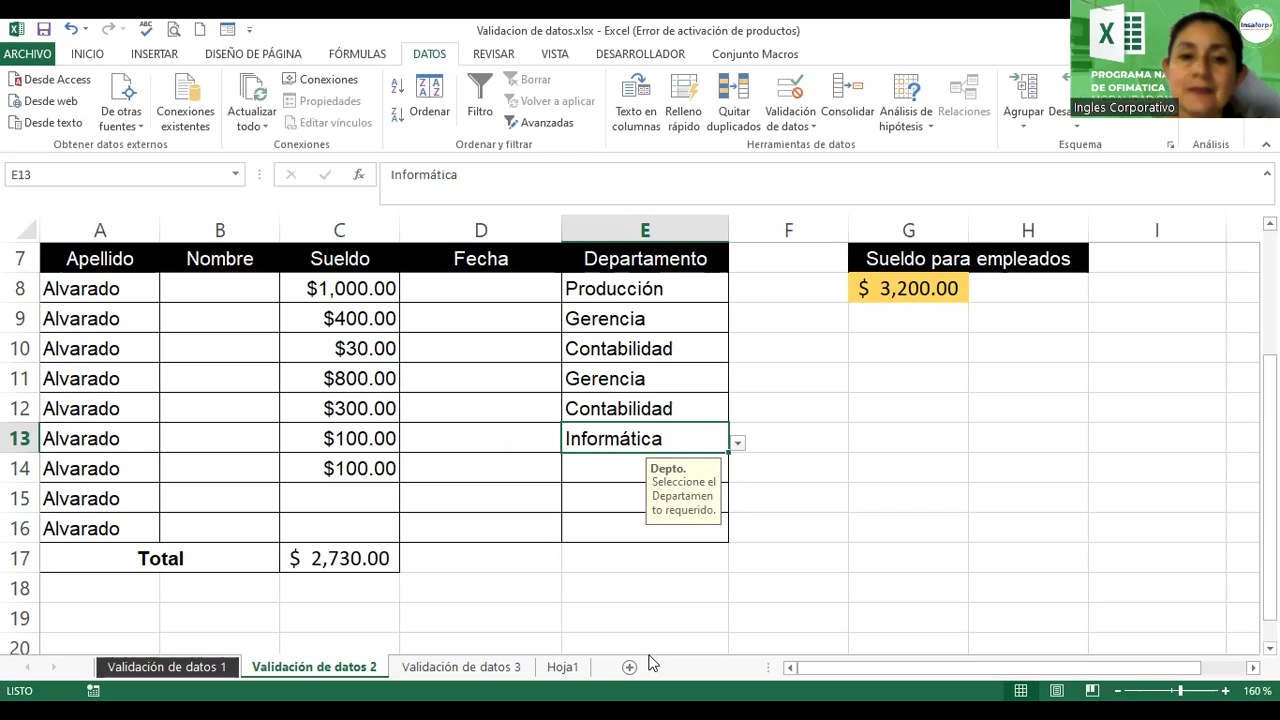 Validacion de datos.xlsx - Excel (Error de activación de productos)
ARCHIVO INICIO INSERTAR DISEÑO DE PÁGINA FÓRMULAS DATOS REVISAR VISTA DESARROLLADOR Conjunto Macros
Insaforp
PROGRAMA NA
DE OFIMATICA
Ingles Corporativo
Desde Access
Desde web
Desde texto
De otras fuentes
Conexiones existentes
Obtener datos externos
Actualizar todo
Conexiones
Propiedades
Editar vínculos
Conexiones
Ordenar
Filtro
Borrar
Volver a aplicar
Avanzadas
Ordenar y filtrar
Texto en columnas
Relleno rápido
Quitar duplicados
Validación de datos
Consolidar
Análisis de hipótesis
Relaciones
Herramientas de datos
Agrupar
Esquema
Análisis
E13 fx Informática
A B C D E F G H I
7 Apellido Nombre Sueldo Fecha Departamento Sueldo para empleados
8 Alvarado $1,000.00 Producción $ 3,200.00
9 Alvarado $400.00 Gerencia
10 Alvarado $30.00 Contabilidad
11 Alvarado $800.00 Gerencia
12 Alvarado $300.00 Contabilidad
13 Alvarado $100.00 Informática
14 Alvarado $100.00
Depto.
Seleccione el
Departamen
to requerido.
15 Alvarado
16 Alvarado
17 Total $ 2,730.00
18
19
20
Validación de datos 1 Validación de datos 2 Validación de datos 3 Hoja1
LISTO 160 %